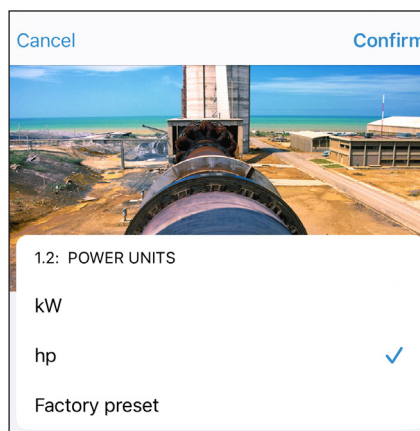 Cancel
Confirm
1.2: POWER UNITS
kW
hp
Factory preset